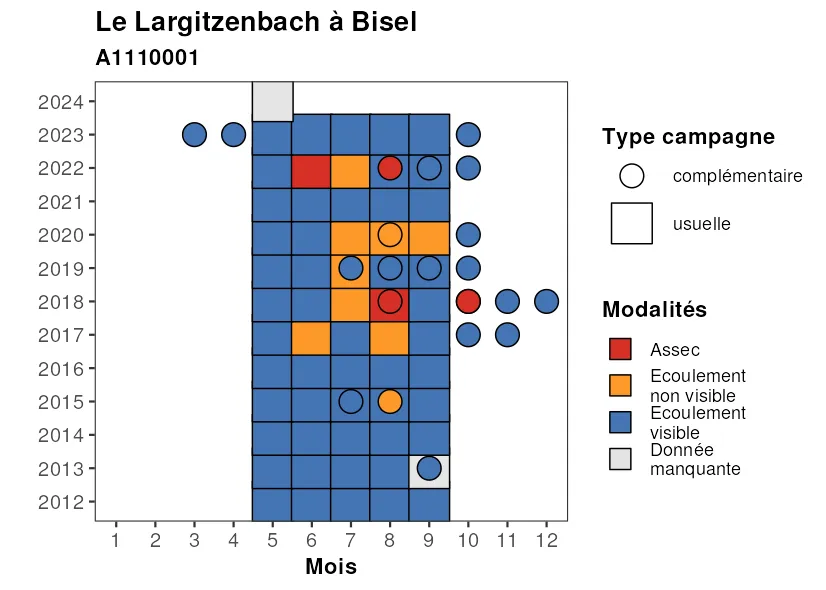 Le Largitzenbach à Bisel
A1110001
2024
2023
2022
2021
2020
2019
2018
2017
2016
2015
2014
2013
2012
1 2 3 4 5 6 7 8 9 10 11 12
Mois
Type campagne
complémentaire
usuelle
Modalités
Assec
Ecoulement
non visible
Ecoulement
visible
Donnée
manquante